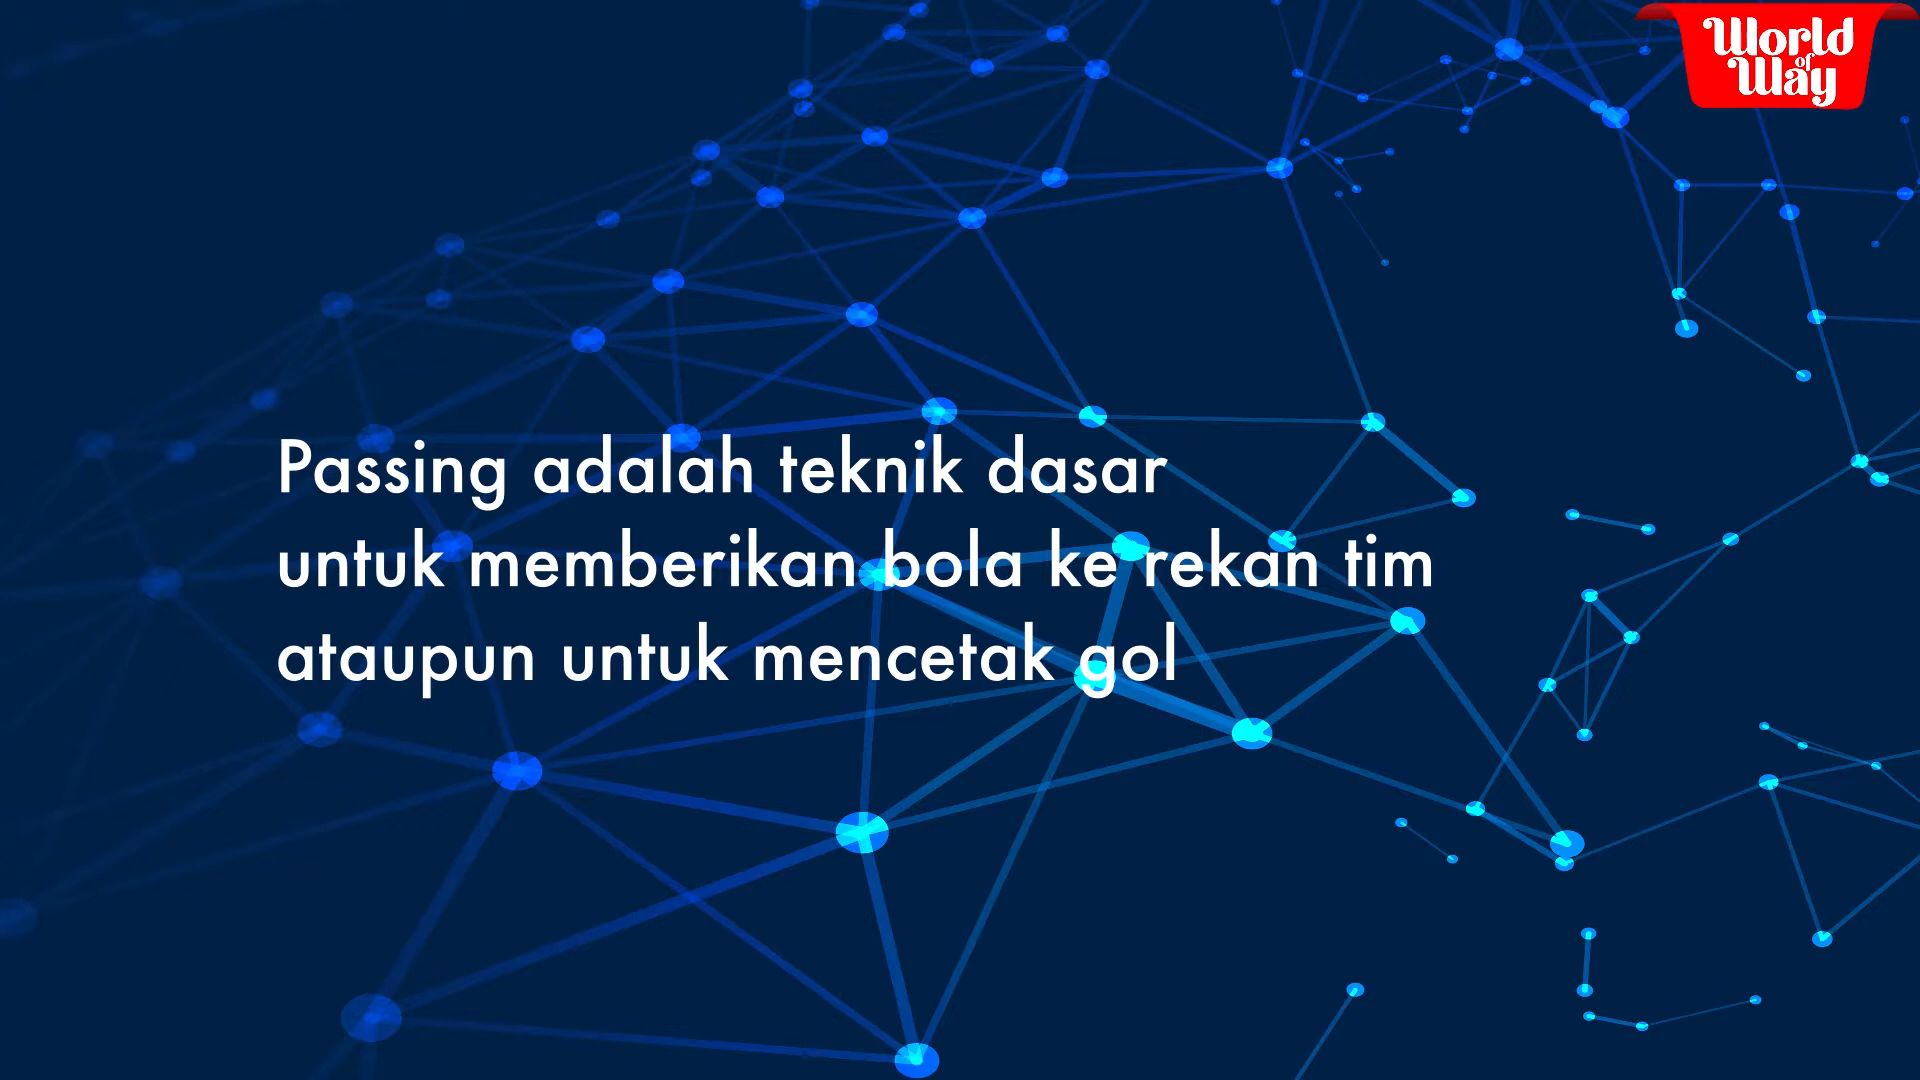 World
of
Way
Passing adalah teknik dasar
untuk memberikan bola ke rekan tim
ataupun untuk mencetak gol